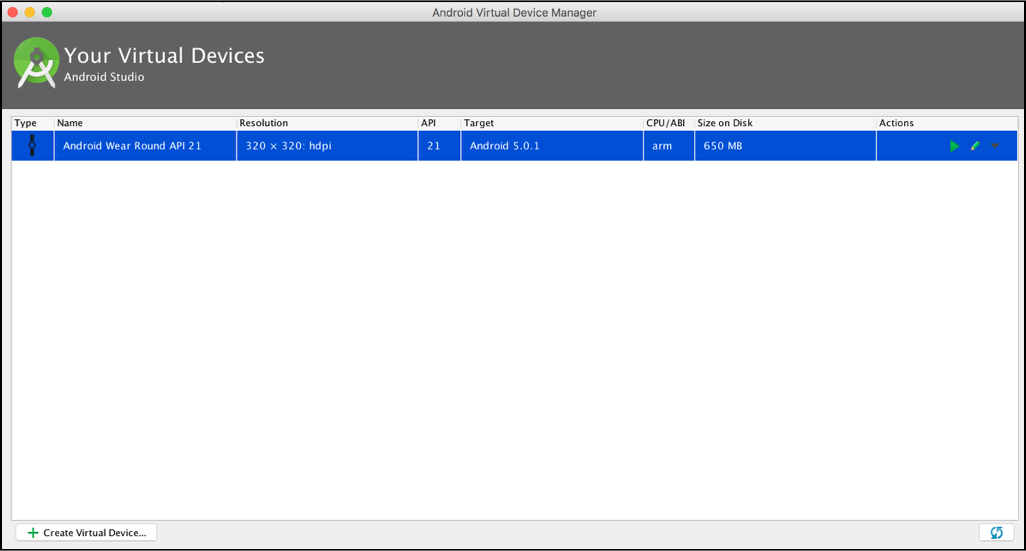 Android Virtual Device Manager
Your Virtual Devices
Android Studio
Type Name Resolution API Target CPU/ABI Size on Disk Actions
Android Wear Round API 21 320 × 320: hdpi 21 Android 5.0.1 arm 650 MB
Create Virtual Device...